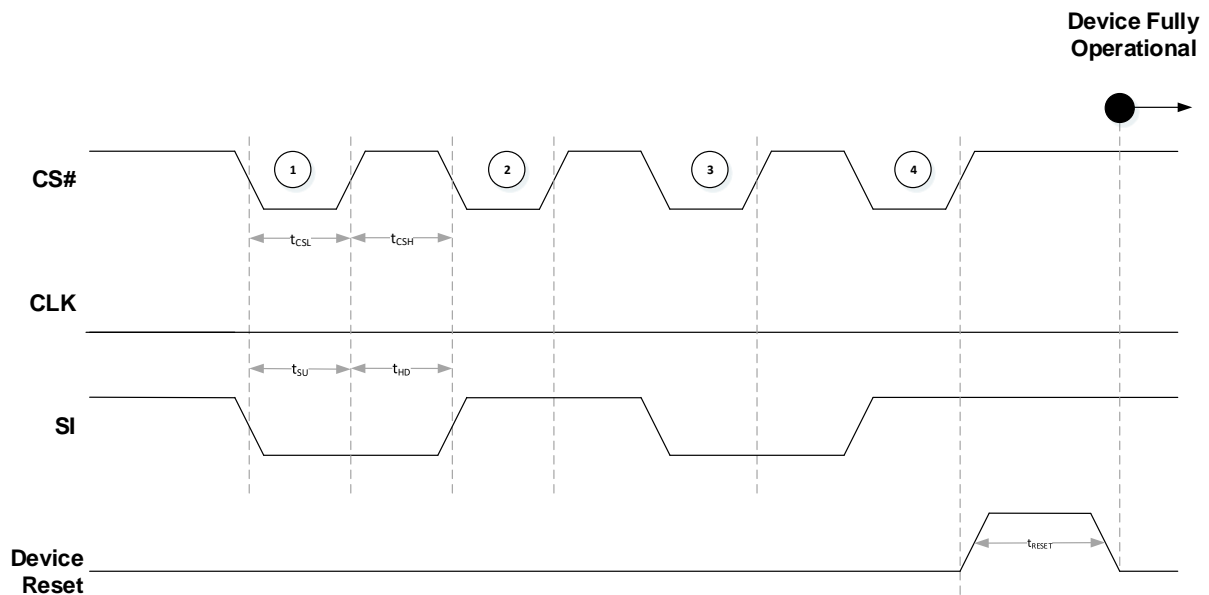 Device Fully
Operational
CS#
1
2
3
4
tCSL
tCSH
CLK
tSU
tHD
SI
Device
Reset
tRESET